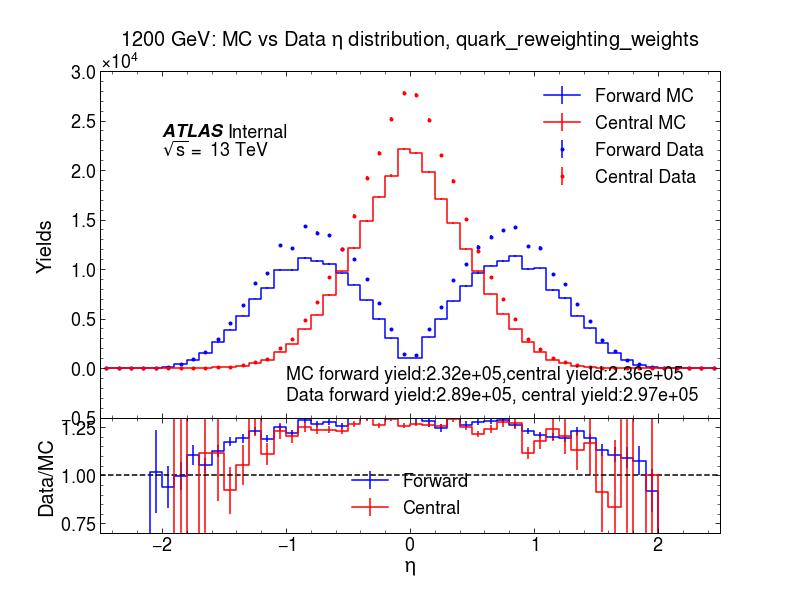 1200 GeV: MC vs Data η distribution, quark_reweighting_weights
×10⁴
3.0
2.5
2.0
1.5
1.0
0.5
0.0
0.5
Yields
ATLAS Internal
√s = 13 TeV
Forward MC
Central MC
Forward Data
Central Data
MC forward yield:2.32e+05,central yield:2.36e+05
Data forward yield:2.89e+05, central yield:2.97e+05
1.25
1.00
0.75
Data/MC
Forward
Central
−2 −1 0 1 2
η